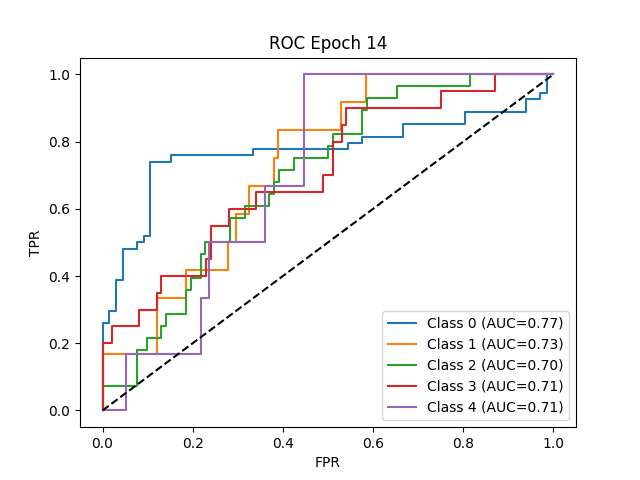 ROC Epoch 14
TPR
1.0
0.8
0.6
0.4
0.2
0.0
Class 0 (AUC=0.77)
Class 1 (AUC=0.73)
Class 2 (AUC=0.70)
Class 3 (AUC=0.71)
Class 4 (AUC=0.71)
0.0 0.2 0.4 0.6 0.8 1.0
FPR